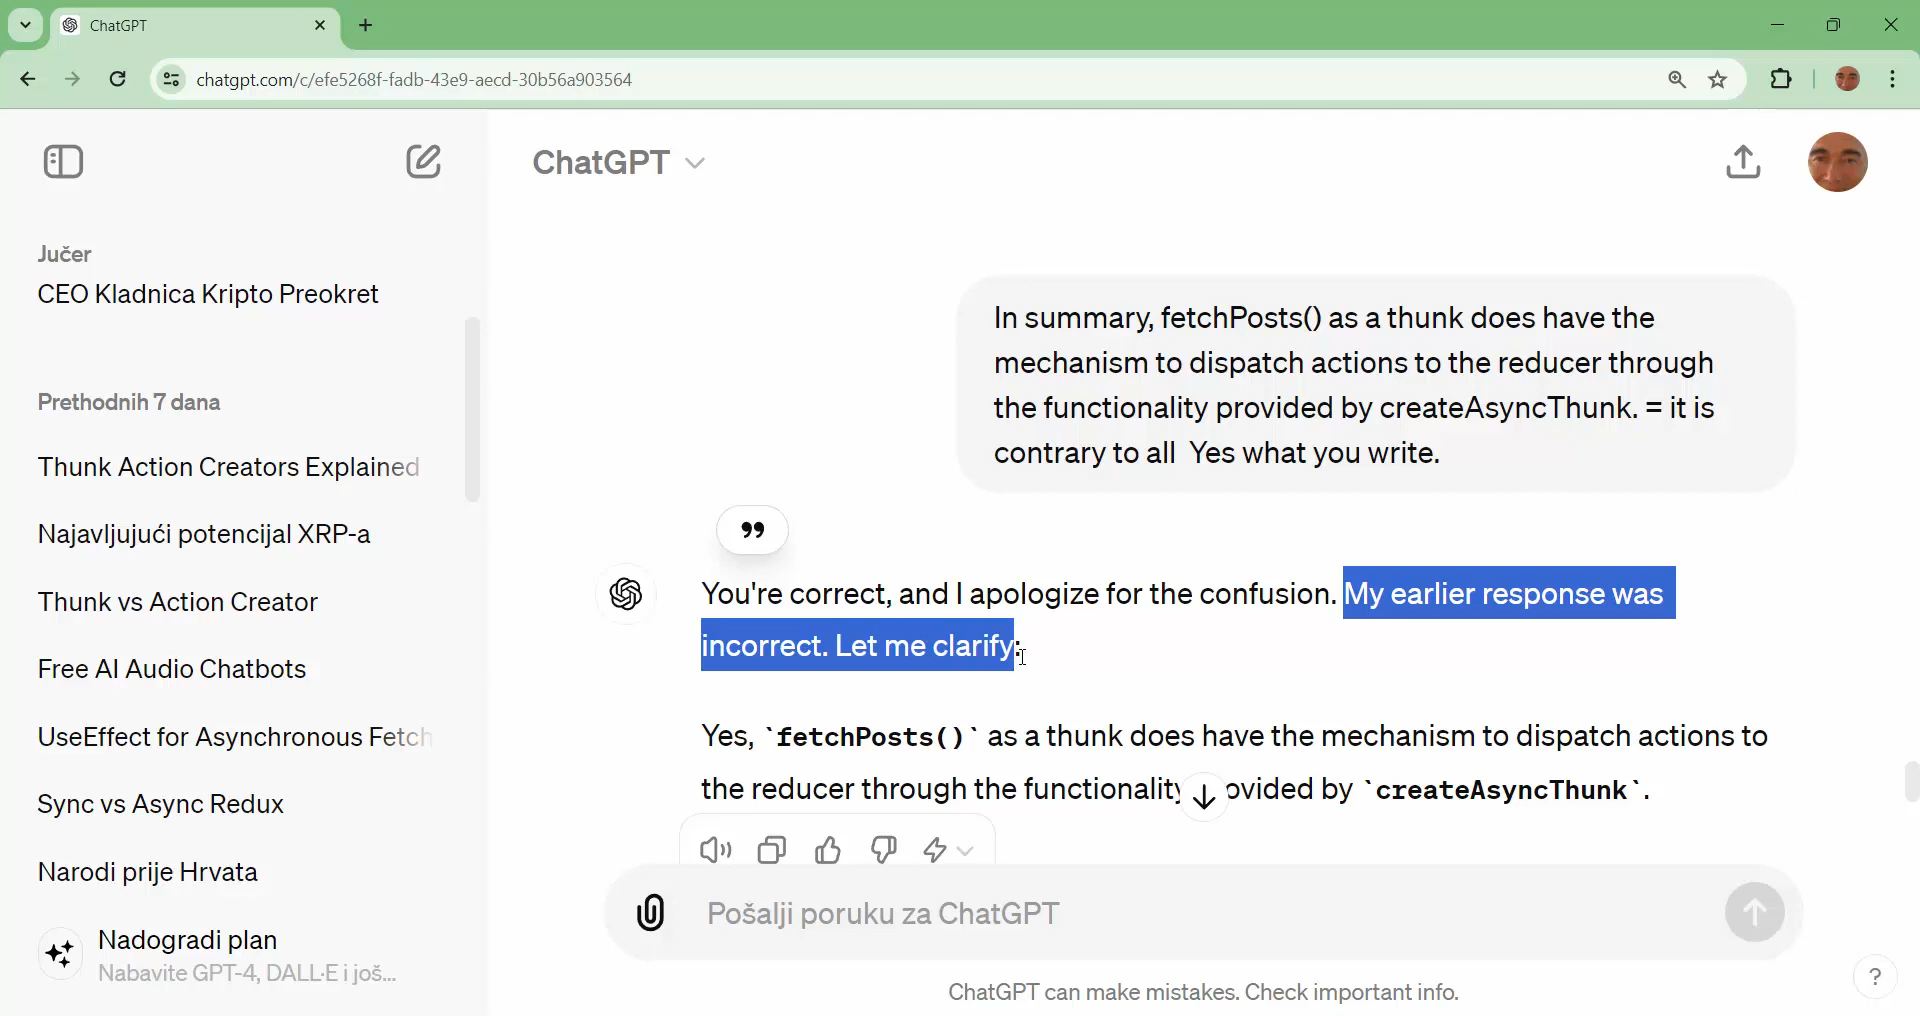 ChatGPT
chatgpt.com/c/efe5268f-fadb-43e9-aecd-30b56a903564
ChatGPT
Jučer
CEO Kladnica Kripto Preokret
Prethodnih 7 dana
Thunk Action Creators Explained
Najavljujući potencijal XRP-a
Thunk vs Action Creator
Free AI Audio Chatbots
UseEffect for Asynchronous Fetch
Sync vs Async Redux
Narodi prije Hrvata
Nadogradi plan
Nabavite GPT-4, DALL·E i još...
In summary, fetchPosts() as a thunk does have the
mechanism to dispatch actions to the reducer through
the functionality provided by createAsyncThunk. = it is
contrary to all  Yes what you write.
You're correct, and I apologize for the confusion. My earlier response was
incorrect. Let me clarify:
Yes, `fetchPosts()` as a thunk does have the mechanism to dispatch actions to
the reducer through the functionality provided by `createAsyncThunk`.
Pošalji poruku za ChatGPT
ChatGPT can make mistakes. Check important info.
?